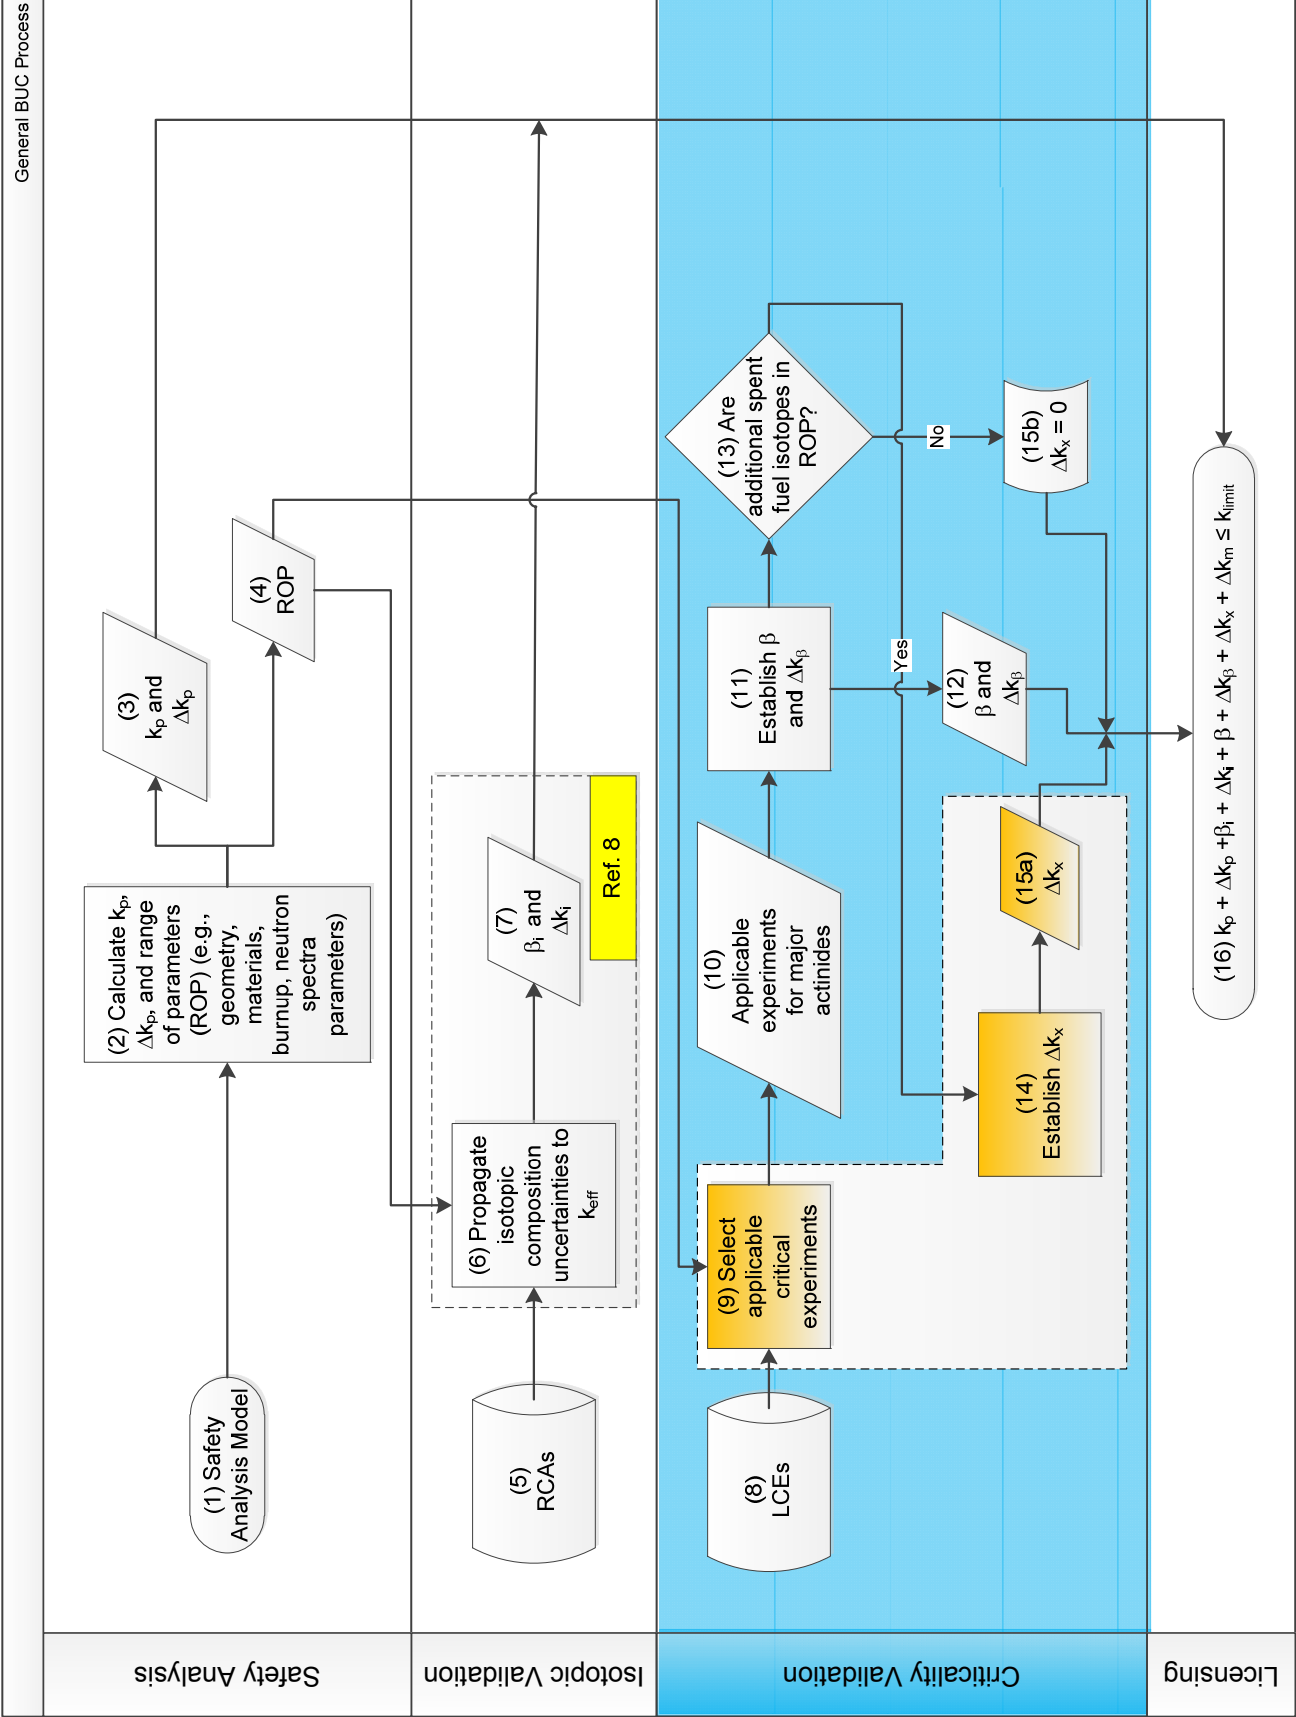 General BUC Process
Safety Analysis
(1) Safety
Analysis Model
(2) Calculate kp,
Δkp, and range
of parameters
(ROP) (e.g.,
geometry,
materials,
burnup, neutron
spectra
parameters)
(3)
kp and
Δkp
(4)
ROP
Isotopic Validation
(5)
RCAs
(6) Propagate
isotopic
composition
uncertainties to
keff
(7)
βi and
Δki
Ref. 8
Criticality Validation
(8)
LCEs
(9) Select
applicable
critical
experiments
(10)
Applicable
experiments
for major
actinides
(11)
Establish β
and Δkβ
(12)
β and
Δkβ
(13) Are
additional spent
fuel isotopes in
ROP?
Yes
No
(14)
Establish Δkx
(15a)
Δkx
(15b)
Δkx = 0
Licensing
(16) kp + Δkp +βi + Δki + β + Δkβ + Δkx + Δkm ≤ klimit